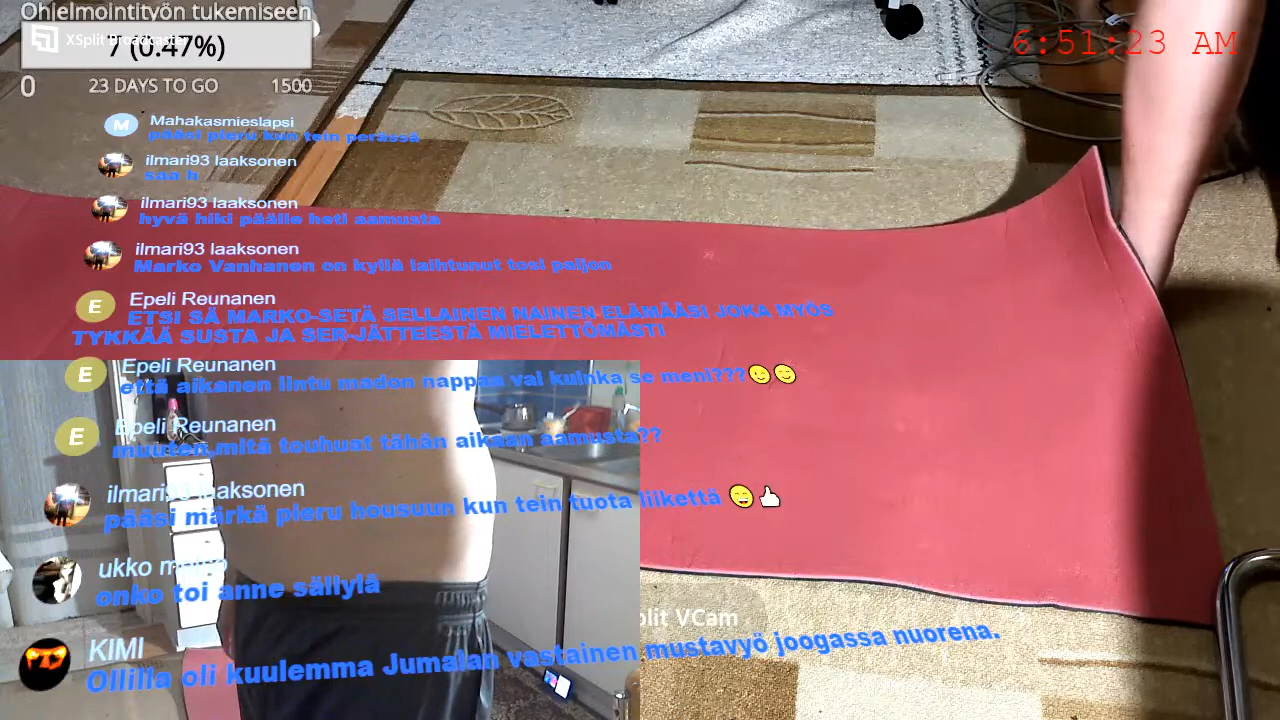 Ohjelmointityön tukemiseen
XSplit Broadcaster
7 (0.47%)
6:51:23 AM
0 23 DAYS TO GO 1500
M Mahakasmieslapsi
pääsi pieru kun tein perässä
ilmari93 laaksonen
saa h
ilmari93 laaksonen
hyvä hiki päälle heti aamusta
ilmari93 laaksonen
Marko Vanhanen on kyllä laihtunut tosi paljon
E Epeli Reunanen
ETSI SÄ MARKO-SETÄ SELLAINEN NAINEN ELÄMÄÄSI JOKA MYÖS
TYKKÄÄ SUSTA JA SER-JÄTTEESTÄ MIELETTÖMÄSTI
E Epeli Reunanen
että aikanen lintu madon nappaa vai kuinka se meni???
E Epeli Reunanen
muuten,mitä touhuat tähän aikaan aamusta??
ilmari93 laaksonen
pääsi märkä pieru housuun kun tein tuota liikettä
ukko
onko toi anne sällylä
split VCam
KIMI
Ollilla oli kuulemma Jumalan vastainen mustavyö joogassa nuorena.